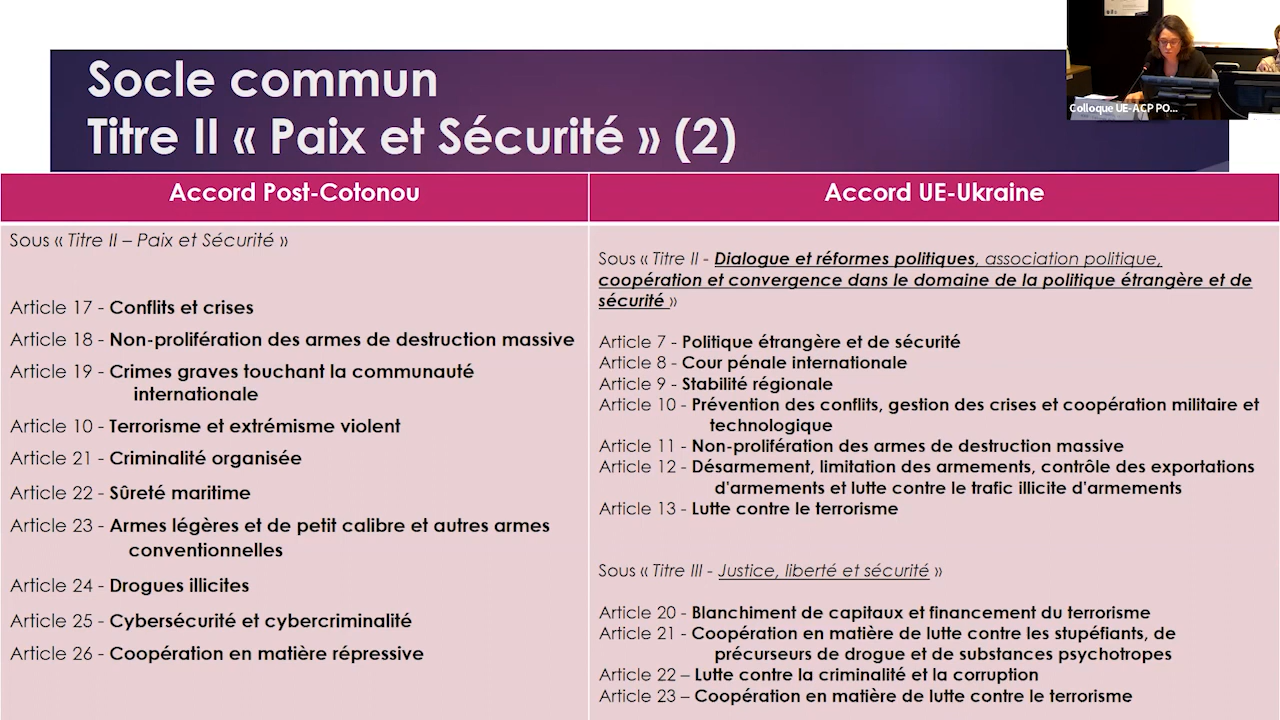 Socle commun
Titre II « Paix et Sécurité » (2)
Colloque UE-ACP PO...
Accord Post-Cotonou
Sous « Titre II – Paix et Sécurité »
Article 17 - Conflits et crises
Article 18 - Non-prolifération des armes de destruction massive
Article 19 - Crimes graves touchant la communauté
internationale
Article 10 - Terrorisme et extrémisme violent
Article 21 - Criminalité organisée
Article 22 - Sûreté maritime
Article 23 - Armes légères et de petit calibre et autres armes
conventionnelles
Article 24 - Drogues illicites
Article 25 - Cybersécurité et cybercriminalité
Article 26 - Coopération en matière répressive
Accord UE-Ukraine
Sous « Titre II - Dialogue et réformes politiques, association politique,
coopération et convergence dans le domaine de la politique étrangère et de
sécurité »
Article 7 - Politique étrangère et de sécurité
Article 8 - Cour pénale internationale
Article 9 - Stabilité régionale
Article 10 - Prévention des conflits, gestion des crises et coopération militaire et
technologique
Article 11 - Non-prolifération des armes de destruction massive
Article 12 - Désarmement, limitation des armements, contrôle des exportations
d'armements et lutte contre le trafic illicite d'armements
Article 13 - Lutte contre le terrorisme
Sous « Titre III - Justice, liberté et sécurité »
Article 20 - Blanchiment de capitaux et financement du terrorisme
Article 21 - Coopération en matière de lutte contre les stupéfiants, de
précurseurs de drogue et de substances psychotropes
Article 22 – Lutte contre la criminalité et la corruption
Article 23 – Coopération en matière de lutte contre le terrorisme